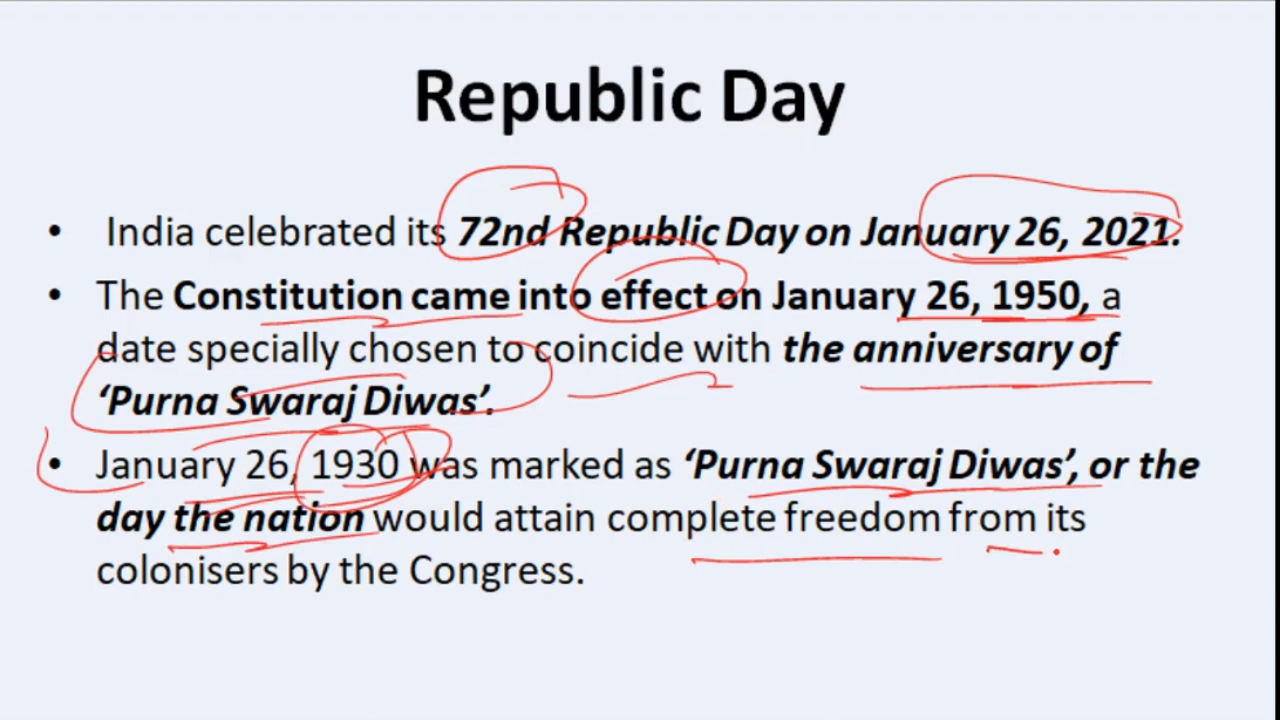 Republic Day
• India celebrated its 72nd Republic Day on January 26, 2021.
• The Constitution came into effect on January 26, 1950, a
date specially chosen to coincide with the anniversary of
‘Purna Swaraj Diwas’.
• January 26, 1930 was marked as ‘Purna Swaraj Diwas’, or the
day the nation would attain complete freedom from its
colonisers by the Congress.